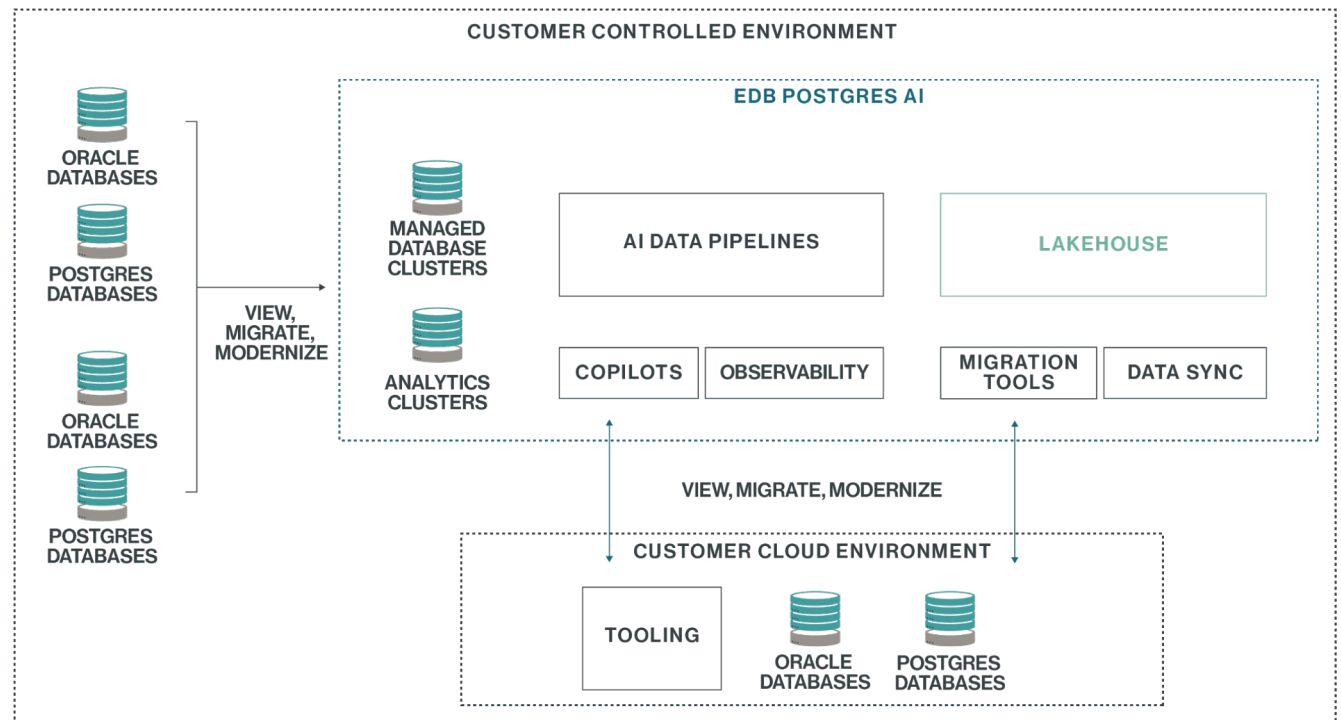 CUSTOMER CONTROLLED ENVIRONMENT
ORACLE
DATABASES
POSTGRES
DATABASES
ORACLE
DATABASES
POSTGRES
DATABASES
VIEW,
MIGRATE,
MODERNIZE
EDB POSTGRES AI
MANAGED
DATABASE
CLUSTERS
ANALYTICS
CLUSTERS
AI DATA PIPELINES
LAKEHOUSE
COPILOTS
OBSERVABILITY
MIGRATION
TOOLS
DATA SYNC
VIEW, MIGRATE, MODERNIZE
CUSTOMER CLOUD ENVIRONMENT
TOOLING
ORACLE
DATABASES
POSTGRES
DATABASES